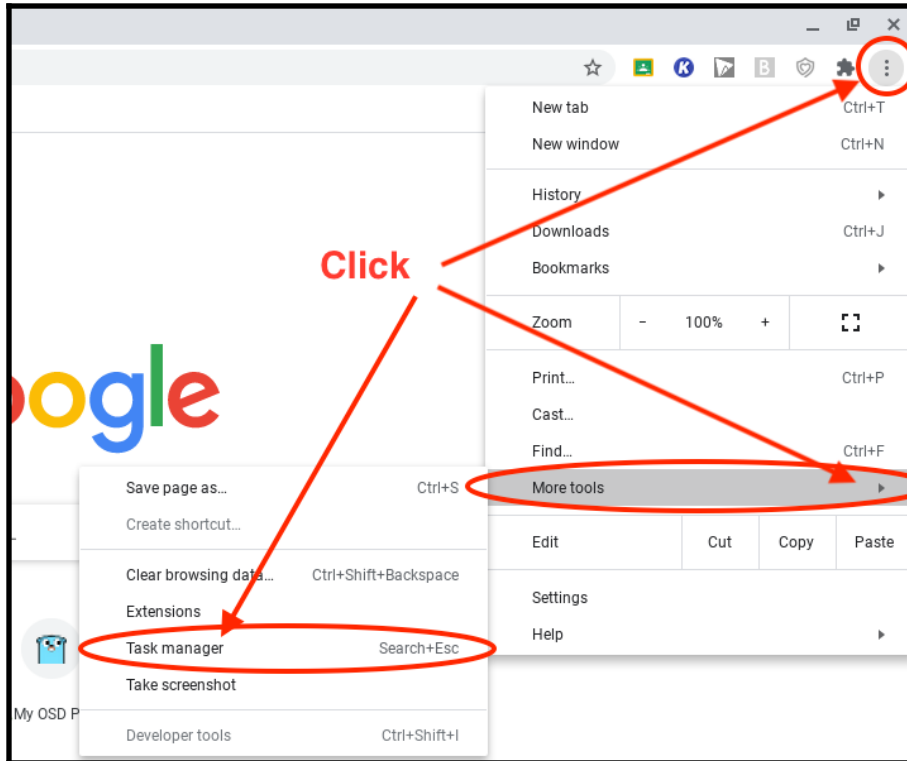 New tab Ctrl+T
New window Ctrl+N
History
Downloads Ctrl+J
Bookmarks
Click
Zoom - 100% + 
Print... Ctrl+P
Cast...
Find... Ctrl+F
More tools
Edit Cut Copy Paste
Settings
Help
oogle
Save page as... Ctrl+S
Create shortcut...
Clear browsing data... Ctrl+Shift+Backspace
Extensions
Task manager Search+Esc
Take screenshot
Developer tools Ctrl+Shift+I
My OSD P
K
B